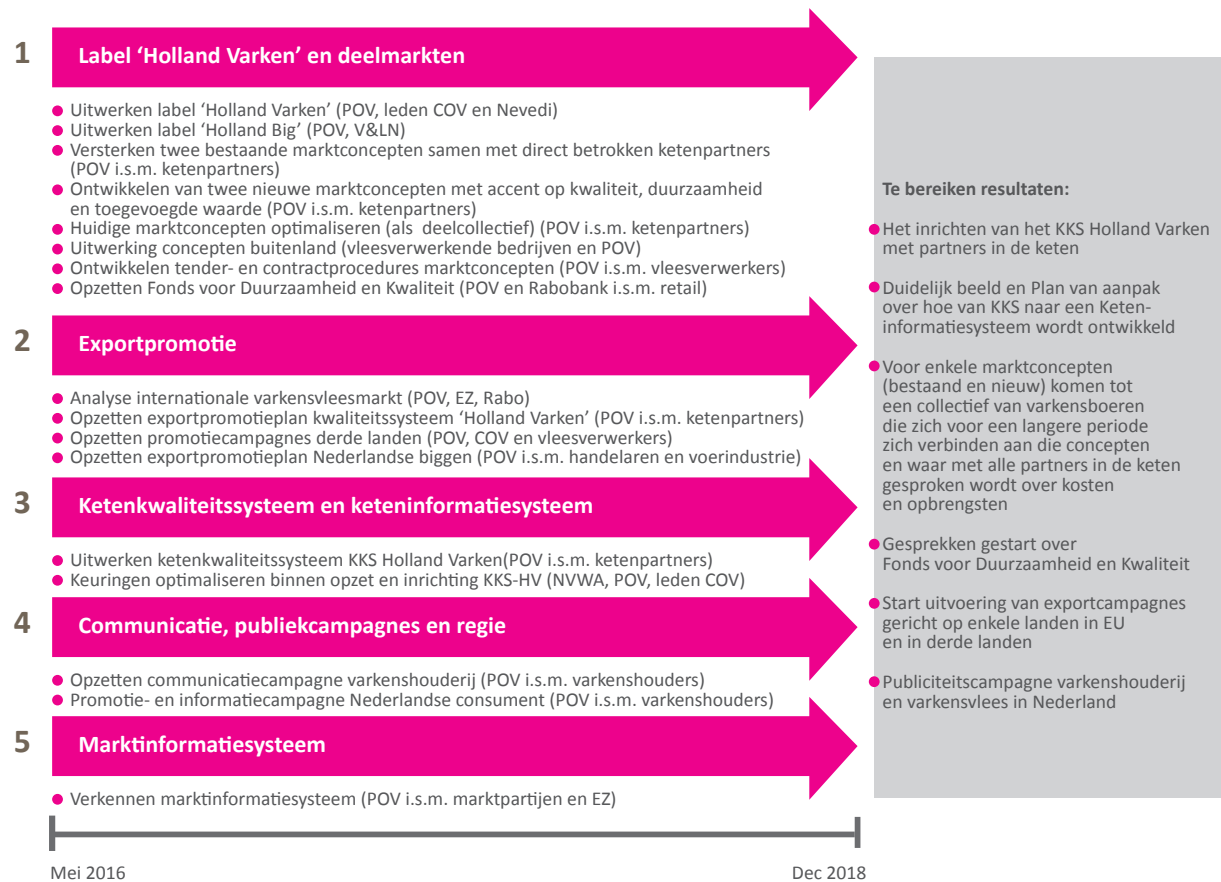 1
Label ‘Holland Varken’ en deelmarkten
Uitwerken label ‘Holland Varken’ (POV, leden COV en Nevedi)
Uitwerken label ‘Holland Big’ (POV, V&LN)
Versterken twee bestaande marktconcepten samen met direct betrokken ketenpartners
(POV i.s.m. ketenpartners)
Ontwikkelen van twee nieuwe marktconcepten met accent op kwaliteit, duurzaamheid
en toegevoegde waarde (POV i.s.m. ketenpartners)
Huidige marktconcepten optimaliseren (als deelcollectief) (POV i.s.m. ketenpartners)
Uitwerking concepten buitenland (vleesverwerkende bedrijven en POV)
Ontwikkelen tender- en contractprocedures marktconcepten (POV i.s.m. vleesverwerkers)
Opzetten Fonds voor Duurzaamheid en Kwaliteit (POV en Rabobank i.s.m. retail)
2
Exportpromotie
Analyse internationale varkensvleesmarkt (POV, EZ, Rabo)
Opzetten exportpromotieplan kwaliteitssysteem ‘Holland Varken’ (POV i.s.m. ketenpartners)
Opzetten promotiecampagnes derde landen (POV, COV en vleesverwerkers)
Opzetten exportpromotieplan Nederlandse biggen (POV i.s.m. handelaren en voerindustrie)
3
Ketenkwaliteitssysteem en keteninformatiesysteem
Uitwerken ketenkwaliteitssysteem KKS Holland Varken(POV i.s.m. ketenpartners)
Keuringen optimaliseren binnen opzet en inrichting KKS-HV (NVWA, POV, leden COV)
4
Communicatie, publiekcampagnes en regie
Opzetten communicatiecampagne varkenshouderij (POV i.s.m. varkenshouders)
Promotie- en informatiecampagne Nederlandse consument (POV i.s.m. varkenshouders)
5
Marktinformatiesysteem
Verkennen marktinformatiesysteem (POV i.s.m. marktpartijen en EZ)
Mei 2016
Dec 2018
Te bereiken resultaten:
Het inrichten van het KKS Holland Varken
met partners in de keten
Duidelijk beeld en Plan van aanpak
over hoe van KKS naar een Keten-
informatiesysteem wordt ontwikkeld
Voor enkele marktconcepten
(bestaand en nieuw) komen tot
een collectief van varkensboeren
die zich voor een langere periode
zich verbinden aan die concepten
en waar met alle partners in de keten
gesproken wordt over kosten
en opbrengsten
Gesprekken gestart over
Fonds voor Duurzaamheid en Kwaliteit
Start uitvoering van exportcampagnes
gericht op enkele landen in EU
en in derde landen
Publiciteitscampagne varkenshouderij
en varkensvlees in Nederland